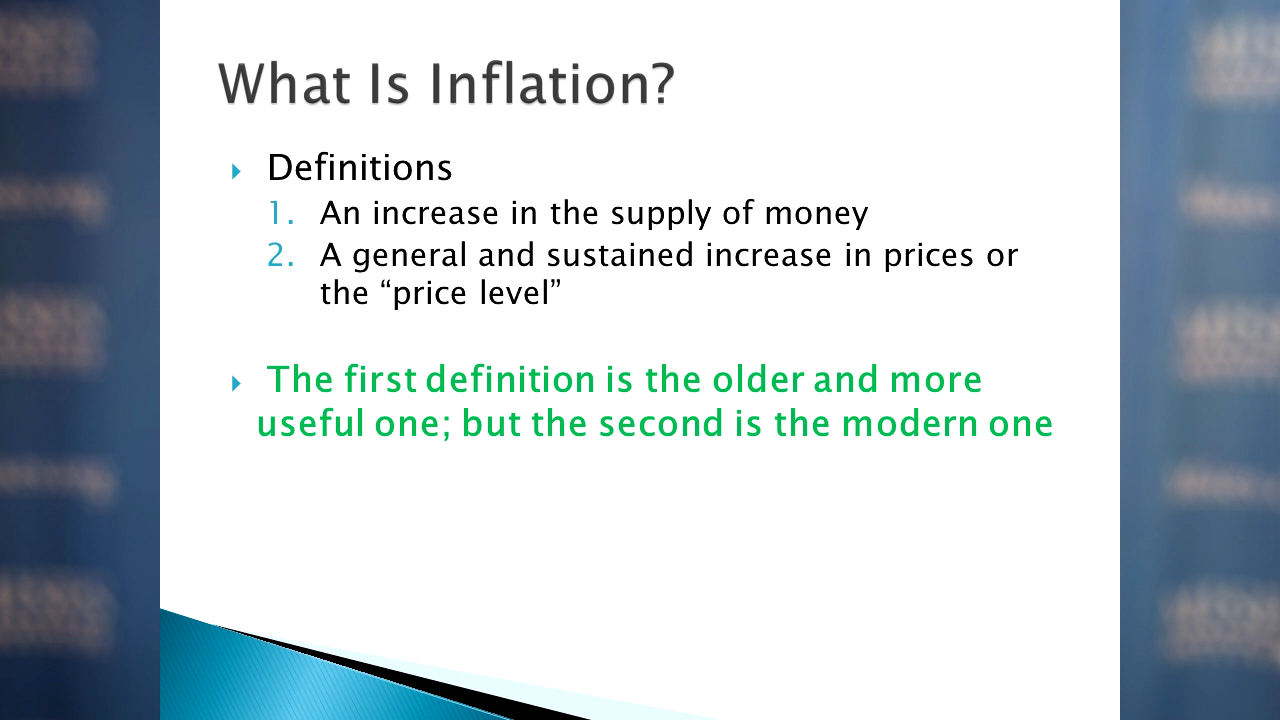 What Is Inflation?
Definitions
1. An increase in the supply of money
2. A general and sustained increase in prices or
the “price level”
The first definition is the older and more
useful one; but the second is the modern one